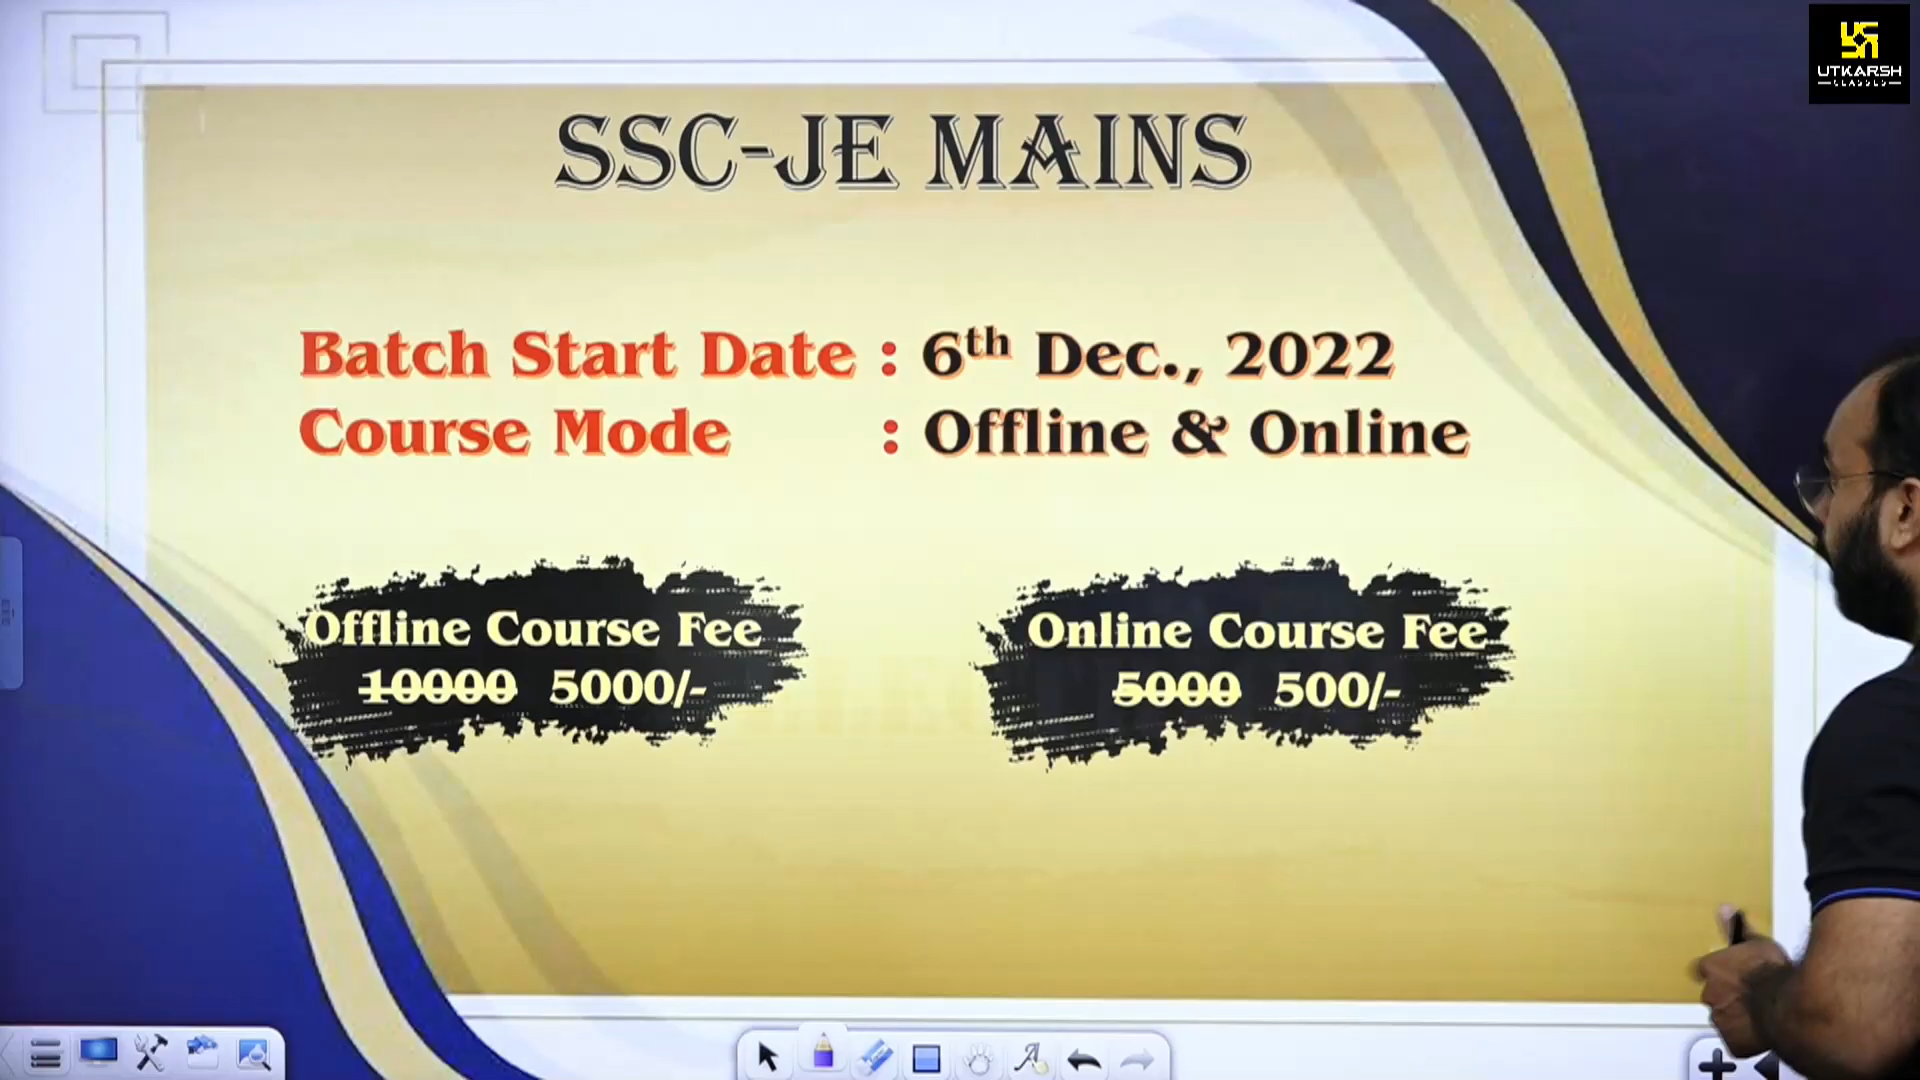 UTKARSH
CLASSES
SSC-JE MAINS
Batch Start Date : 6th Dec., 2022
Course Mode : Offline & Online
Offline Course Fee
10000 5000/-
Online Course Fee
5000 500/-